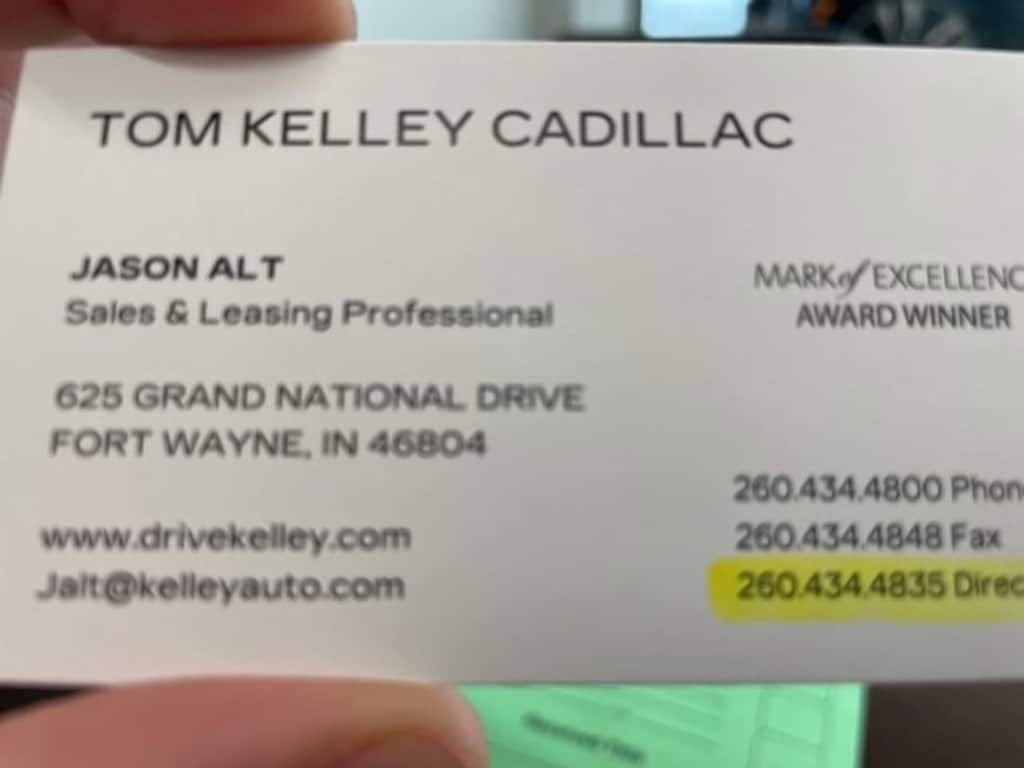 TOM KELLEY CADILLAC
JASON ALT
Sales & Leasing Professional
MARK of EXCELLENC
AWARD WINNER
625 GRAND NATIONAL DRIVE
FORT WAYNE, IN 46804
260.434.4800 Phon
260.434.4848 Fax
260.434.4835 Direc
www.drivekelley.com
Jalt@kelleyauto.com